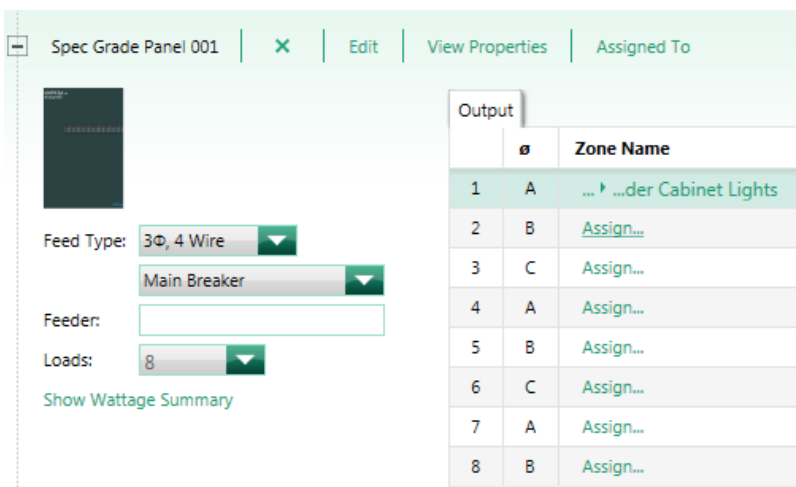 Spec Grade Panel 001 × Edit View Properties Assigned To
Output
ø Zone Name
1 A ... ...der Cabinet Lights
2 B Assign...
3 C Assign...
4 A Assign...
5 B Assign...
6 C Assign...
7 A Assign...
8 B Assign...
Feed Type: 3Φ, 4 Wire
Main Breaker
Feeder:
Loads: 8
Show Wattage Summary